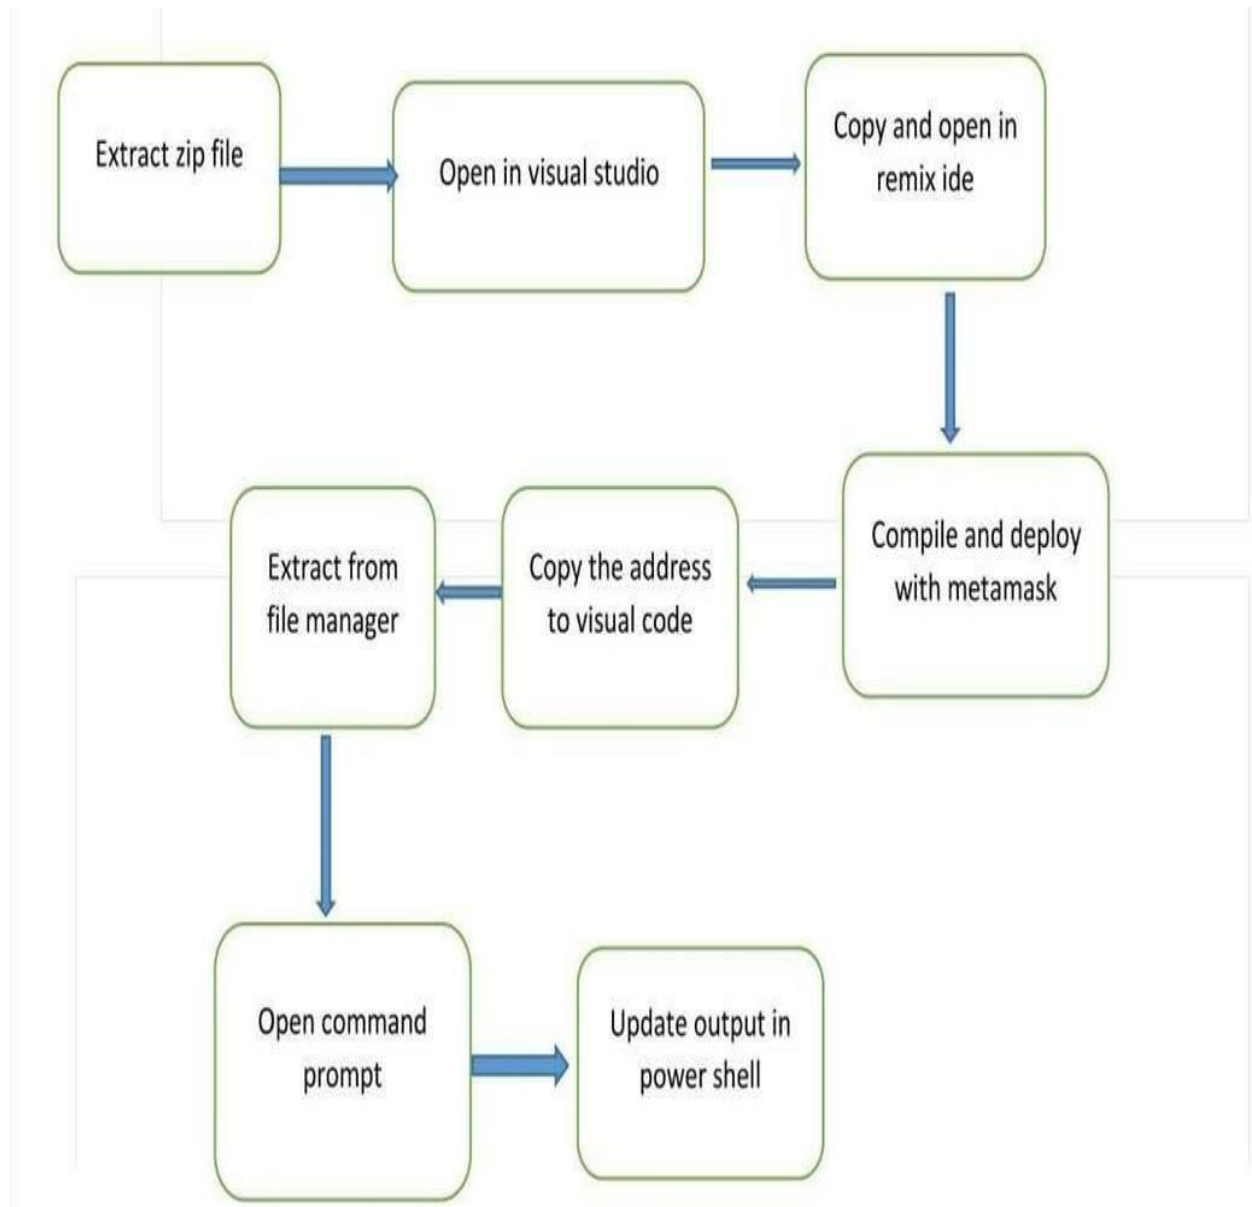 Extract zip file
Open in visual studio
Copy and open in
remix ide
Compile and deploy
with metamask
Copy the address
to visual code
Extract from
file manager
Open command
prompt
Update output in
power shell